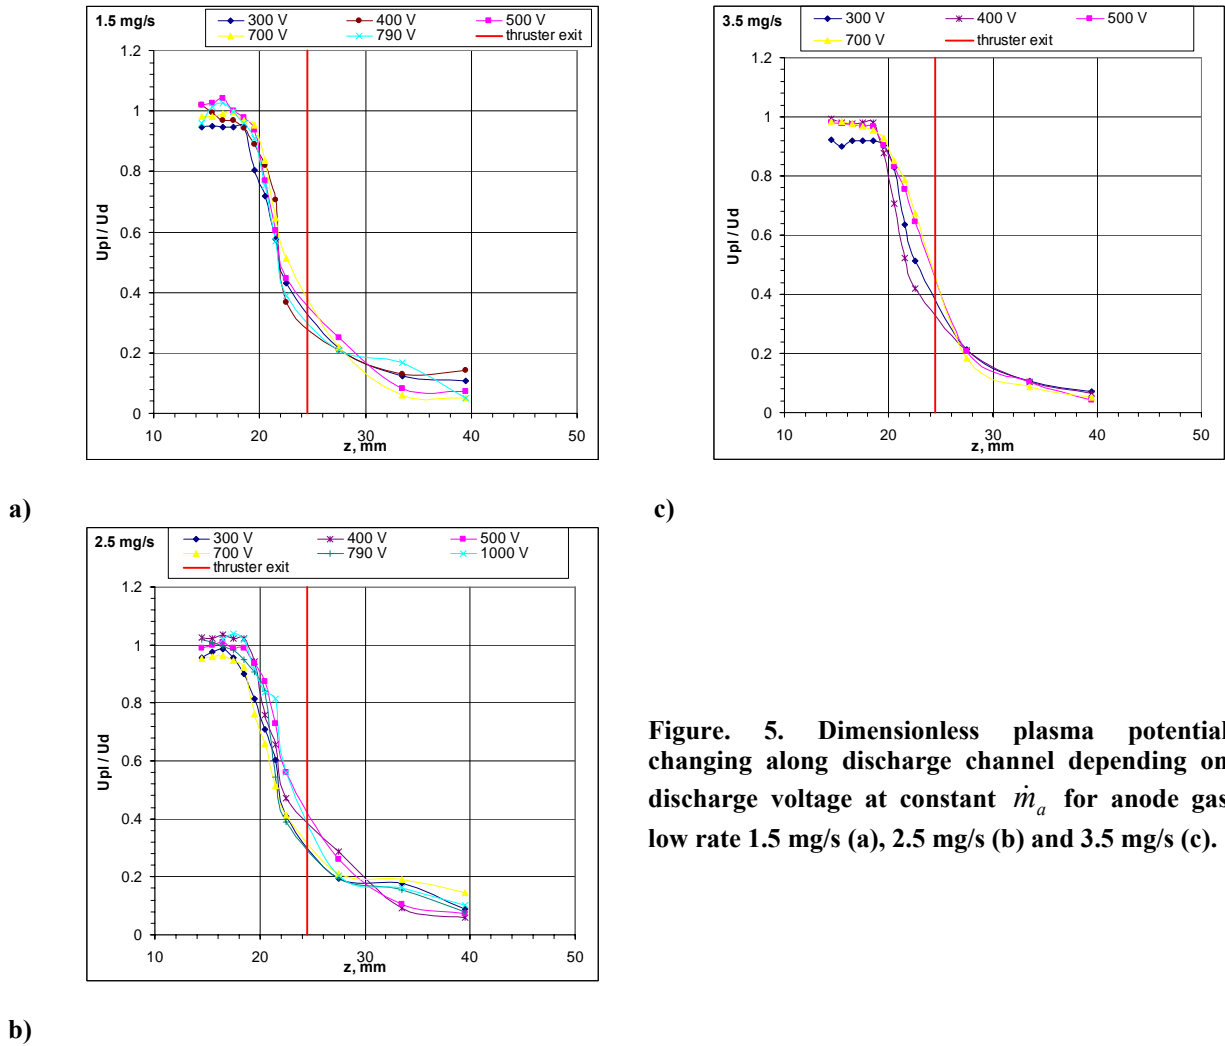 1.5 mg/s
300 V 400 V 500 V
700 V 790 V thruster exit
1.2
1
0.8
0.6
0.4
0.2
0
Upl / Ud
10 20 30 40 50
z, mm
a)
3.5 mg/s
300 V 400 V 500 V
700 V thruster exit
1.2
1
0.8
0.6
0.4
0.2
0
Upl / Ud
10 20 30 40 50
z, mm
c)
2.5 mg/s
300 V 400 V 500 V
700 V 790 V 1000 V
thruster exit
1.2
1
0.8
0.6
0.4
0.2
0
Upl / Ud
10 20 30 40 50
z, mm
b)
Figure. 5. Dimensionless plasma potential
changing along discharge channel depending on
discharge voltage at constant ṁₐ for anode gas
low rate 1.5 mg/s (a), 2.5 mg/s (b) and 3.5 mg/s (c).